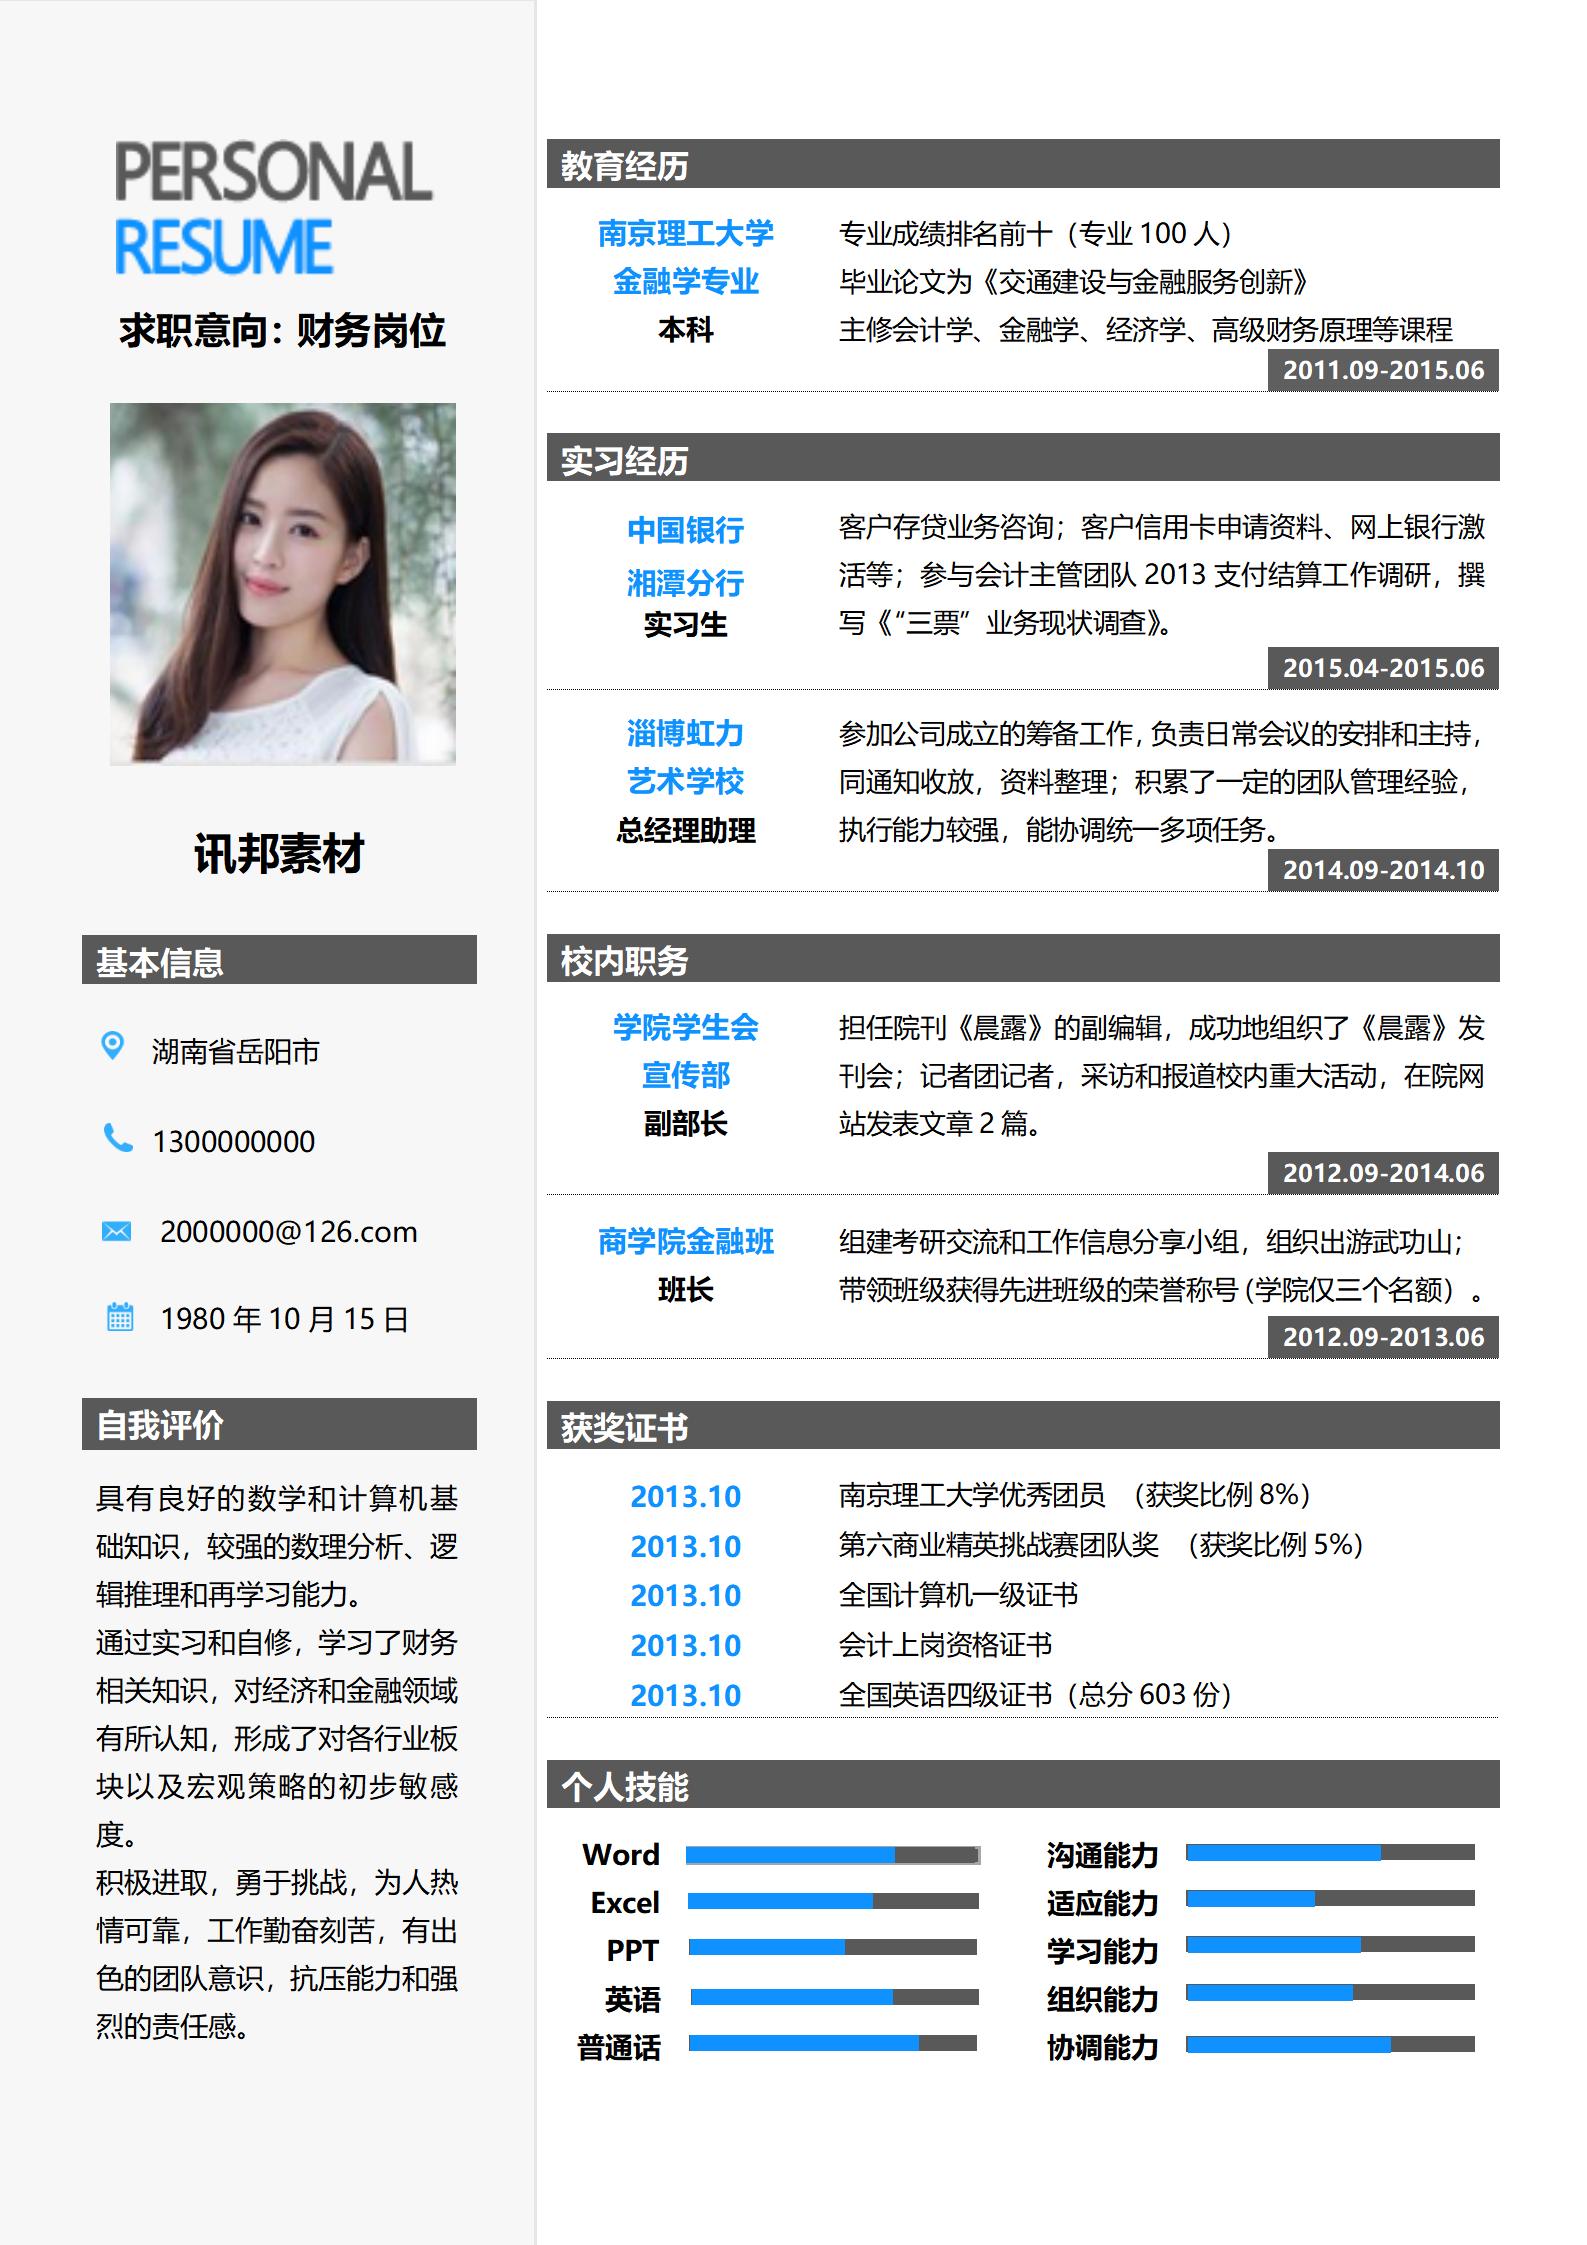 PERSONAL
RESUME
求职意向：财务岗位
讯邦素材
基本信息
湖南省岳阳市
1300000000
2000000@126.com
1980 年 10 月 15 日
自我评价
具有良好的数学和计算机基
础知识，较强的数理分析、逻
辑推理和再学习能力。
通过实习和自修，学习了财务
相关知识，对经济和金融领域
有所认知，形成了对各行业板
块以及宏观策略的初步敏感
度。
积极进取，勇于挑战，为人热
情可靠，工作勤奋刻苦，有出
色的团队意识，抗压能力和强
烈的责任感。
教育经历
南京理工大学
金融学专业
本科
专业成绩排名前十（专业 100 人）
毕业论文为《交通建设与金融服务创新》
主修会计学、金融学、经济学、高级财务原理等课程
2011.09-2015.06
实习经历
中国银行
湘潭分行
实习生
客户存贷业务咨询；客户信用卡申请资料、网上银行激
活等；参与会计主管团队 2013 支付结算工作调研，撰
写《“三票”业务现状调查》。
2015.04-2015.06
淄博虹力
艺术学校
总经理助理
参加公司成立的筹备工作，负责日常会议的安排和主持，
同通知收放，资料整理；积累了一定的团队管理经验，
执行能力较强，能协调统一多项任务。
2014.09-2014.10
校内职务
学院学生会
宣传部
副部长
担任院刊《晨露》的副编辑，成功地组织了《晨露》发
刊会；记者团记者，采访和报道校内重大活动，在院网
站发表文章 2 篇。
2012.09-2014.06
商学院金融班
班长
组建考研交流和工作信息分享小组，组织出游武功山；
带领班级获得先进班级的荣誉称号（学院仅三个名额）。
2012.09-2013.06
获奖证书
2013.10 南京理工大学优秀团员 （获奖比例 8%）
2013.10 第六商业精英挑战赛团队奖 （获奖比例 5%）
2013.10 全国计算机一级证书
2013.10 会计上岗资格证书
2013.10 全国英语四级证书（总分 603 份）
个人技能
Word
Excel
PPT
英语
普通话
沟通能力
适应能力
学习能力
组织能力
协调能力